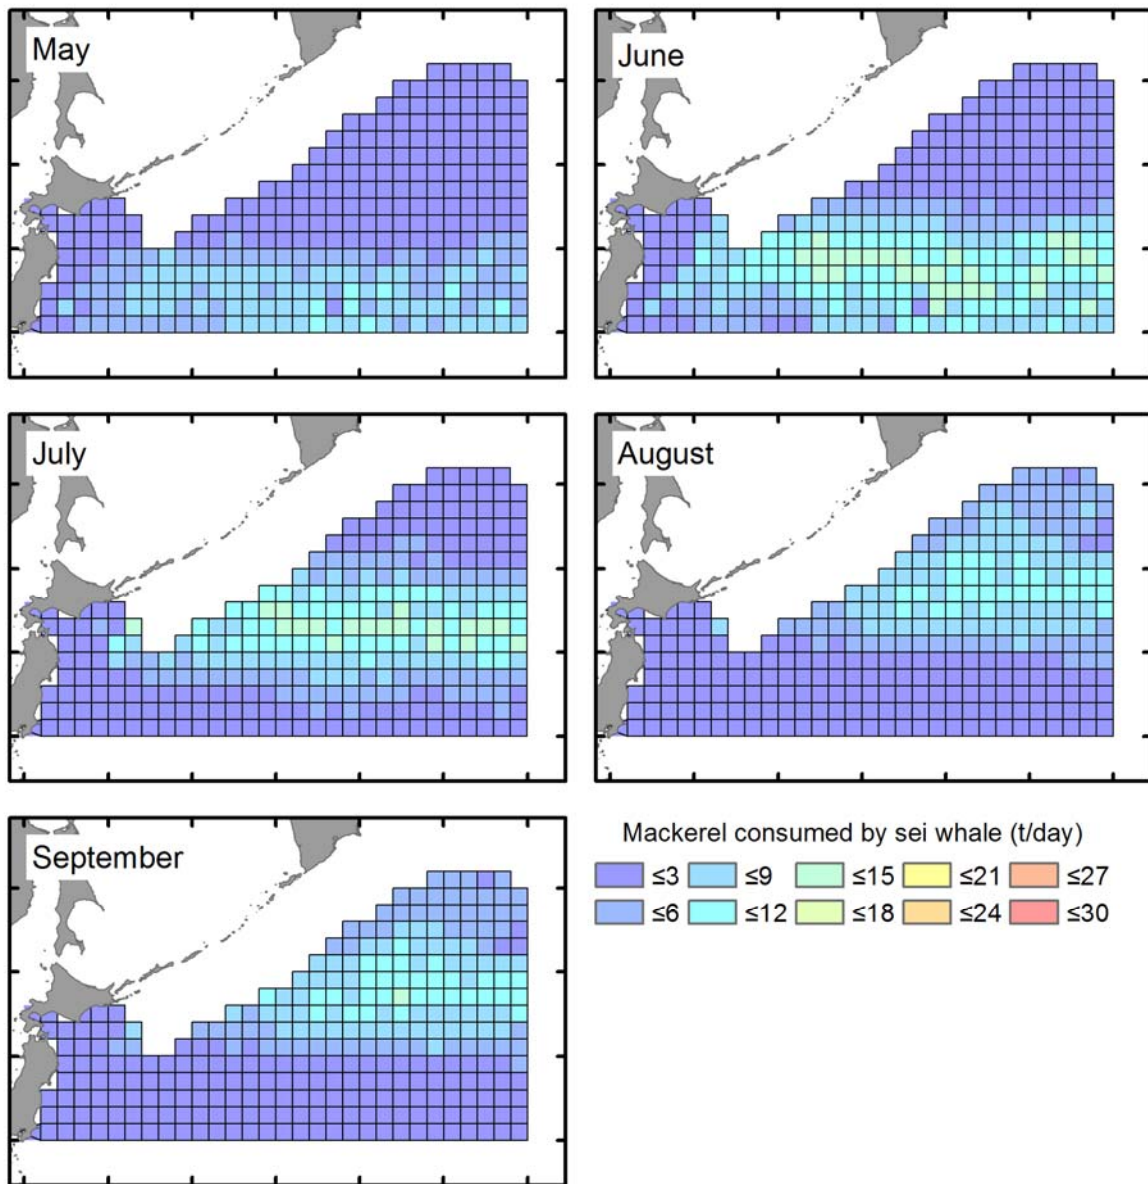 May
June
July
August
September
Mackerel consumed by sei whale (t/day)
≤3 ≤9 ≤15 ≤21 ≤27
≤6 ≤12 ≤18 ≤24 ≤30